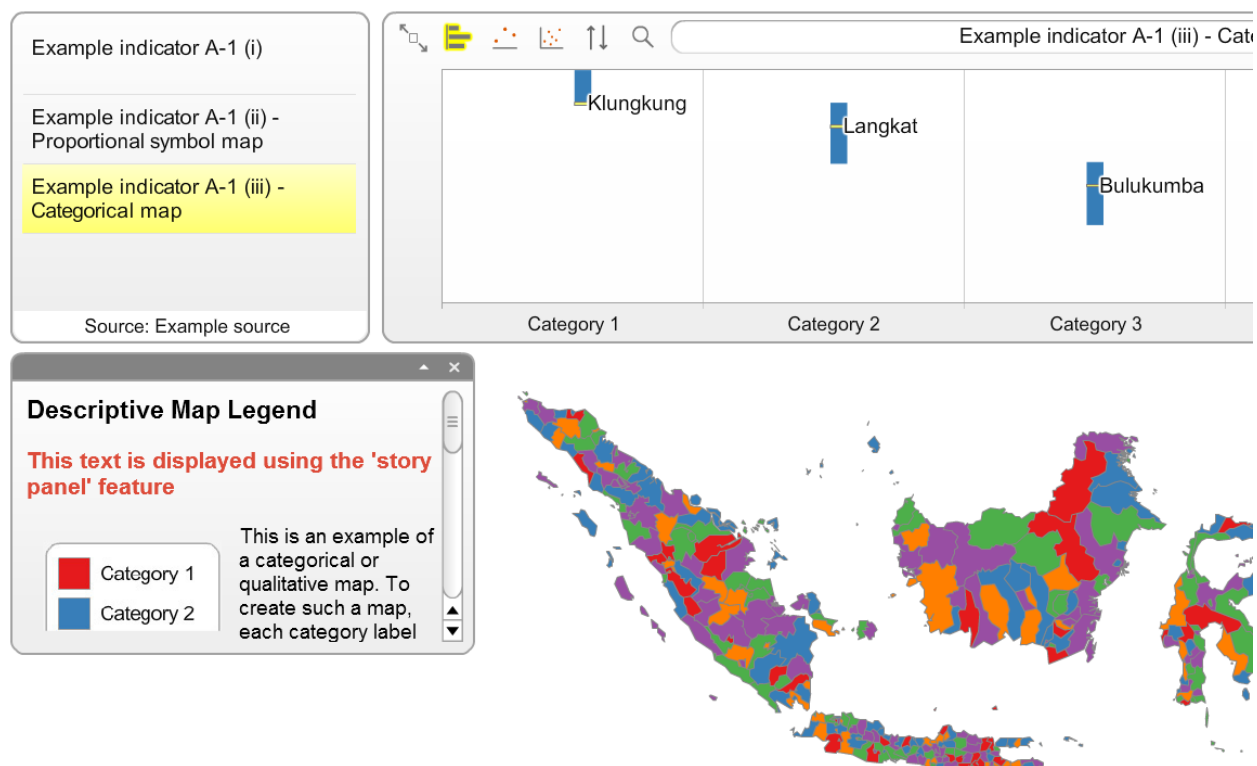 Example indicator A-1 (i)
Example indicator A-1 (ii) -
Proportional symbol map
Example indicator A-1 (iii) -
Categorical map
Source: Example source
Example indicator A-1 (iii) - Cate
Klungkung
Langkat
Bulukumba
Category 1
Category 2
Category 3
Descriptive Map Legend
This text is displayed using the 'story
panel' feature
Category 1
Category 2
This is an example of
a categorical or
qualitative map. To
create such a map,
each category label